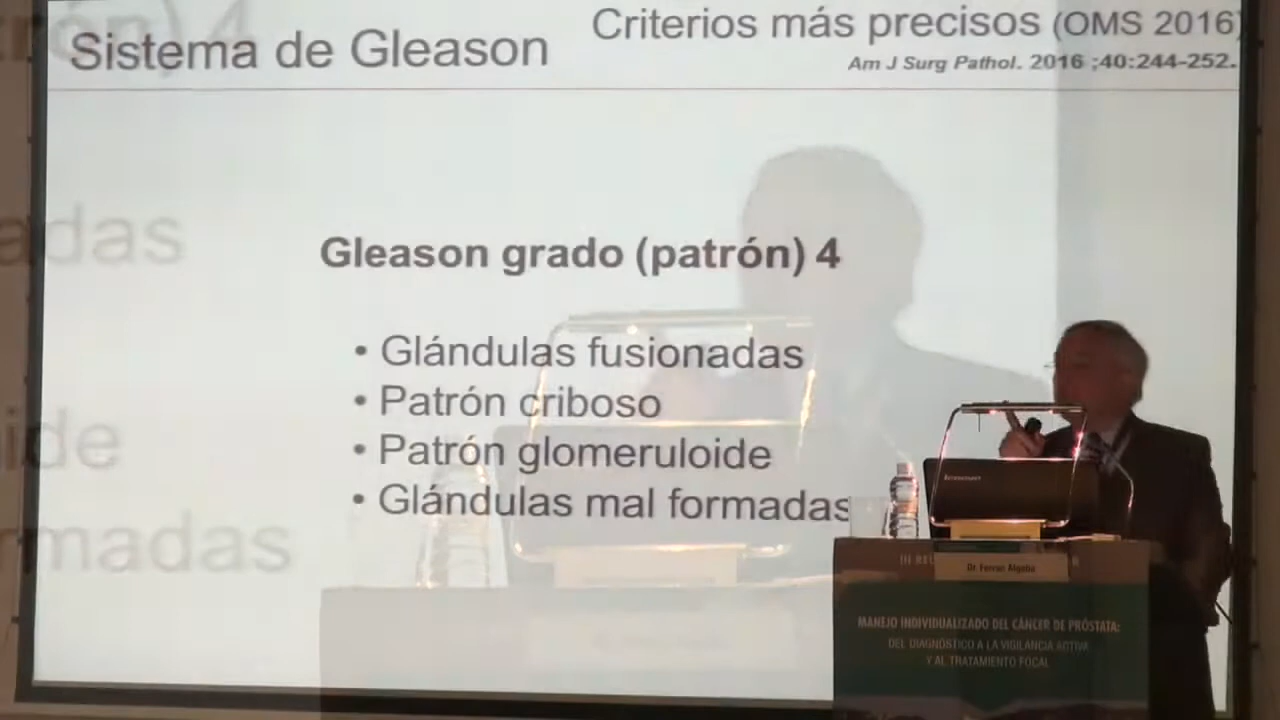 Sistema de Gleason
Criterios más precisos (OMS 2016)
Am J Surg Pathol. 2016 ;40:244-252.
Gleason grado (patrón) 4
• Glándulas fusionadas
• Patrón criboso
• Patrón glomeruloide
• Glándulas mal formadas
adas
madas
Dr. Ferran Algaba
MANEJO INDIVIDUALIZADO DEL CÁNCER DE PRÓSTATA:
DEL DIAGNÓSTICO A LA VIGILANCIA ACTIVA
Y AL TRATAMIENTO FOCAL